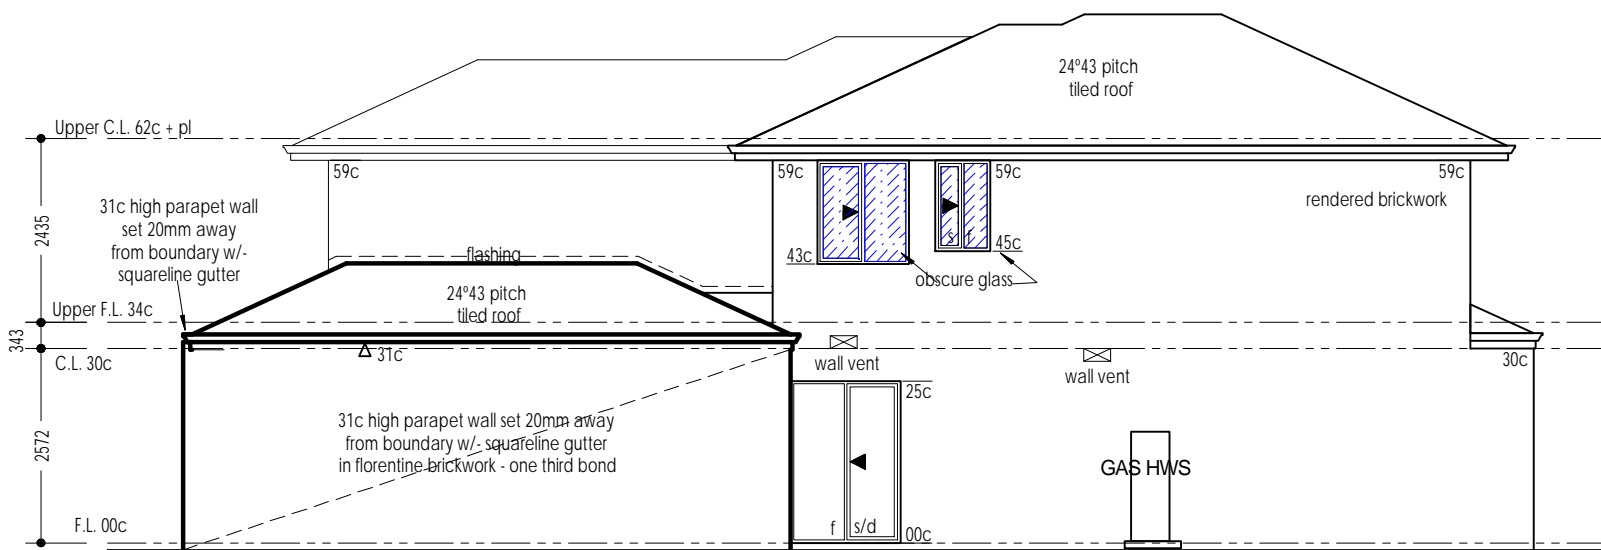 24º43 pitch
tiled roof
Upper C.L. 62c + pl
59c
59c
59c
59c
rendered brickwork
31c high parapet wall
set 20mm away
from boundary w/-
squareline gutter
2435
s f
45c
43c
obscure glass
flashing
24º43 pitch
tiled roof
Upper F.L. 34c
343
31c
C.L. 30c
wall vent
wall vent
30c
25c
31c high parapet wall set 20mm away
from boundary w/- squareline gutter
in florentine brickwork - one third bond
2572
GAS HWS
F.L. 00c
f s/d
00c